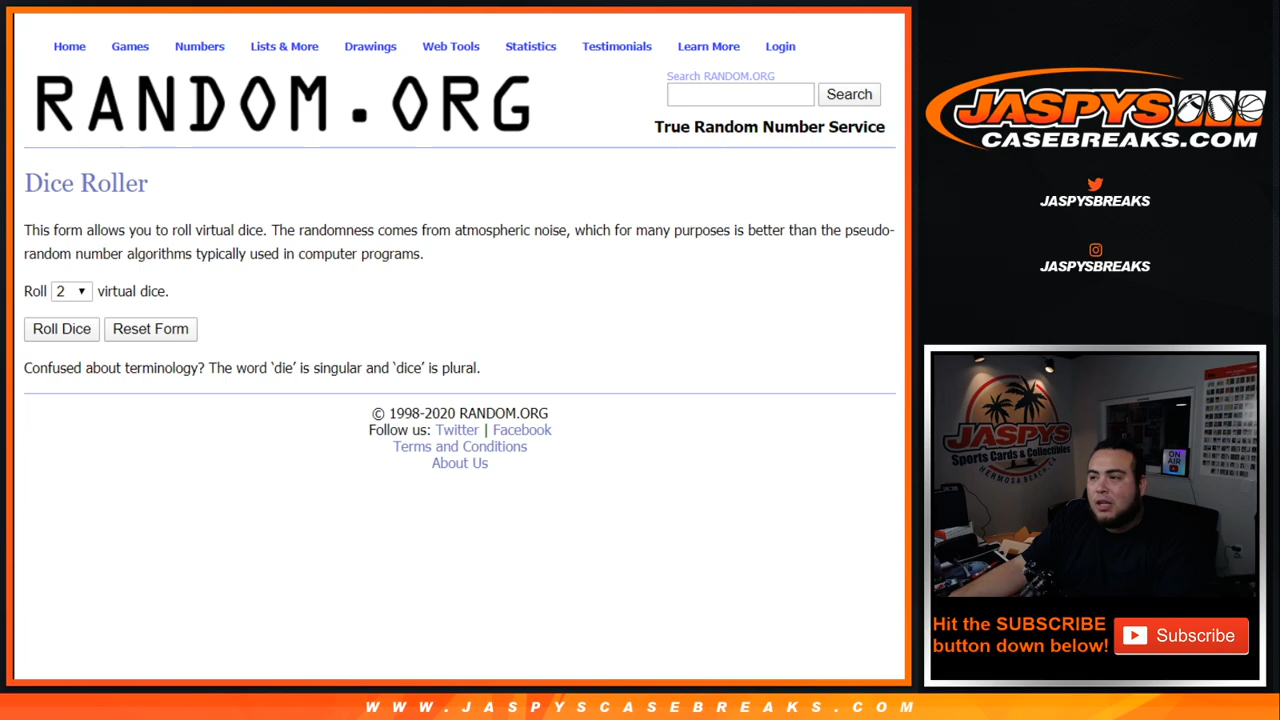 Home Games Numbers Lists & More Drawings Web Tools Statistics Testimonials Learn More Login
RANDOM.ORG
Search RANDOM.ORG
Search
True Random Number Service
Dice Roller
This form allows you to roll virtual dice. The randomness comes from atmospheric noise, which for many purposes is better than the pseudo-
random number algorithms typically used in computer programs.
Roll 2 virtual dice.
Roll Dice Reset Form
Confused about terminology? The word ‘die’ is singular and ‘dice’ is plural.
© 1998-2020 RANDOM.ORG
Follow us: Twitter | Facebook
Terms and Conditions
About Us
JASPYS
CASEBREAKS.COM
JASPYSBREAKS
JASPYSBREAKS
JASPYS
Sports Cards & Collectibles
HERMOSA BEACH, CA
ON
AIR
Hit the SUBSCRIBE
button down below!
Subscribe
WWW.JASPYSCASEBREAKS.COM